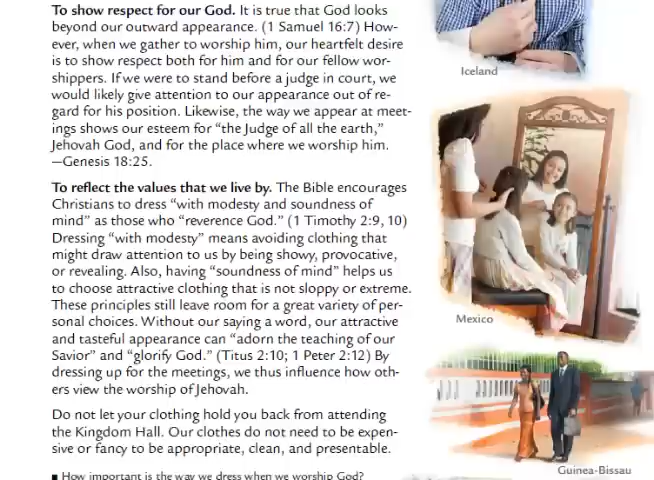 To show respect for our God. It is true that God looks
beyond our outward appearance. (1 Samuel 16:7) How-
ever, when we gather to worship him, our heartfelt desire
is to show respect both for him and for our fellow wor-
shippers. If we were to stand before a judge in court, we
would likely give attention to our appearance out of re-
gard for his position. Likewise, the way we appear at meet-
ings shows our esteem for “the Judge of all the earth,”
Jehovah God, and for the place where we worship him.
—Genesis 18:25.
To reflect the values that we live by. The Bible encourages
Christians to dress “with modesty and soundness of
mind” as those who “reverence God.” (1 Timothy 2:9, 10)
Dressing “with modesty” means avoiding clothing that
might draw attention to us by being showy, provocative,
or revealing. Also, having “soundness of mind” helps us
to choose attractive clothing that is not sloppy or extreme.
These principles still leave room for a great variety of per-
sonal choices. Without our saying a word, our attractive
and tasteful appearance can “adorn the teaching of our
Savior” and “glorify God.” (Titus 2:10; 1 Peter 2:12) By
dressing up for the meetings, we thus influence how oth-
ers view the worship of Jehovah.
Do not let your clothing hold you back from attending
the Kingdom Hall. Our clothes do not need to be expen-
sive or fancy to be appropriate, clean, and presentable.
■ How important is the way we dress when we worship God?
Iceland
Mexico
Guinea-Bissau